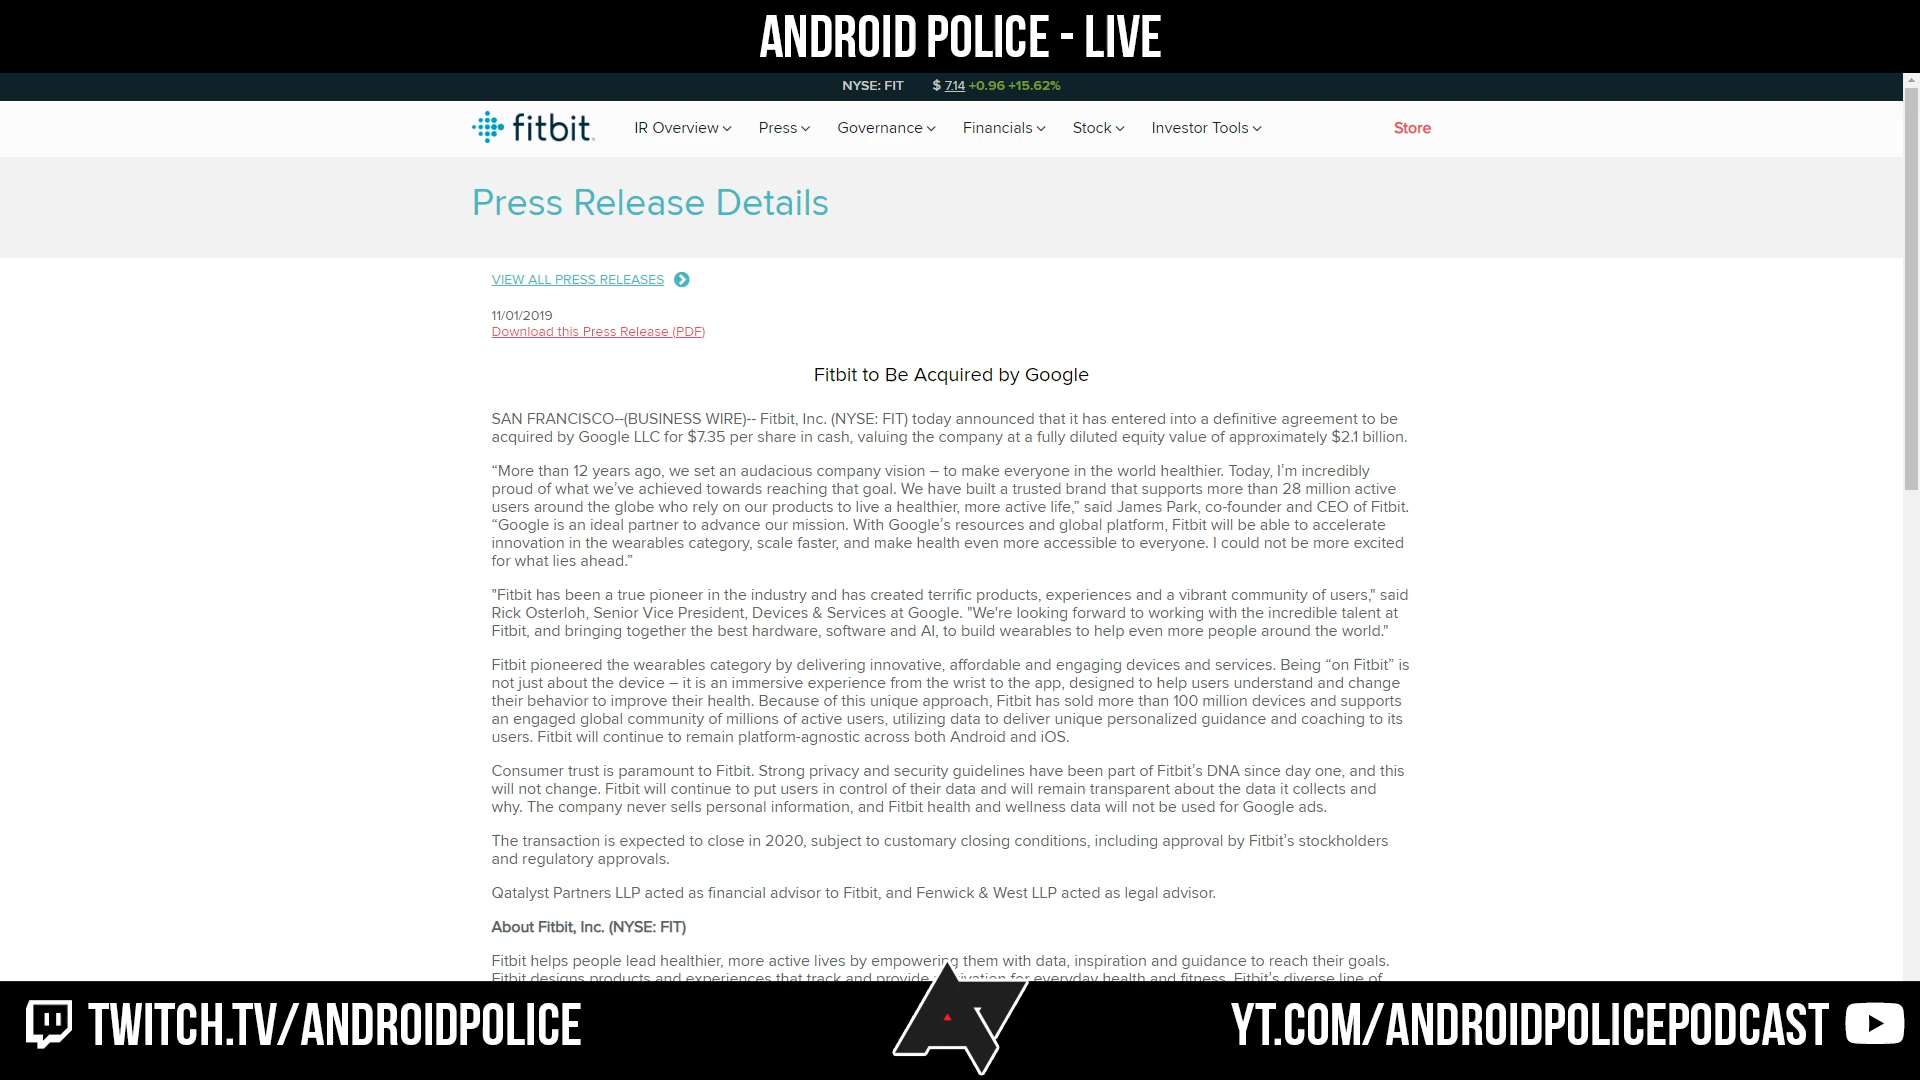 ANDROID POLICE - LIVE
NYSE: FIT $ 7.14 +0.96 +15.62%
fitbit. IR Overview Press Governance Financials Stock Investor Tools Store
Press Release Details
VIEW ALL PRESS RELEASES
11/01/2019
Download this Press Release (PDF)
Fitbit to Be Acquired by Google
SAN FRANCISCO--(BUSINESS WIRE)-- Fitbit, Inc. (NYSE: FIT) today announced that it has entered into a definitive agreement to be
acquired by Google LLC for $7.35 per share in cash, valuing the company at a fully diluted equity value of approximately $2.1 billion.
“More than 12 years ago, we set an audacious company vision – to make everyone in the world healthier. Today, I’m incredibly
proud of what we’ve achieved towards reaching that goal. We have built a trusted brand that supports more than 28 million active
users around the globe who rely on our products to live a healthier, more active life,” said James Park, co-founder and CEO of Fitbit.
“Google is an ideal partner to advance our mission. With Google’s resources and global platform, Fitbit will be able to accelerate
innovation in the wearables category, scale faster, and make health even more accessible to everyone. I could not be more excited
for what lies ahead.”
"Fitbit has been a true pioneer in the industry and has created terrific products, experiences and a vibrant community of users," said
Rick Osterloh, Senior Vice President, Devices & Services at Google. "We're looking forward to working with the incredible talent at
Fitbit, and bringing together the best hardware, software and AI, to build wearables to help even more people around the world."
Fitbit pioneered the wearables category by delivering innovative, affordable and engaging devices and services. Being “on Fitbit” is
not just about the device – it is an immersive experience from the wrist to the app, designed to help users understand and change
their behavior to improve their health. Because of this unique approach, Fitbit has sold more than 100 million devices and supports
an engaged global community of millions of active users, utilizing data to deliver unique personalized guidance and coaching to its
users. Fitbit will continue to remain platform-agnostic across both Android and iOS.
Consumer trust is paramount to Fitbit. Strong privacy and security guidelines have been part of Fitbit’s DNA since day one, and this
will not change. Fitbit will continue to put users in control of their data and will remain transparent about the data it collects and
why. The company never sells personal information, and Fitbit health and wellness data will not be used for Google ads.
The transaction is expected to close in 2020, subject to customary closing conditions, including approval by Fitbit’s stockholders
and regulatory approvals.
Qatalyst Partners LLP acted as financial advisor to Fitbit, and Fenwick & West LLP acted as legal advisor.
About Fitbit, Inc. (NYSE: FIT)
Fitbit helps people lead healthier, more active lives by empowering them with data, inspiration and guidance to reach their goals.
Fitbit designs products and experiences that track and provide for everyday health and fitness. Fitbit’s diverse line of
TWITCH.TV/ANDROIDPOLICE
YT.COM/ANDROIDPOLICEPODCAST